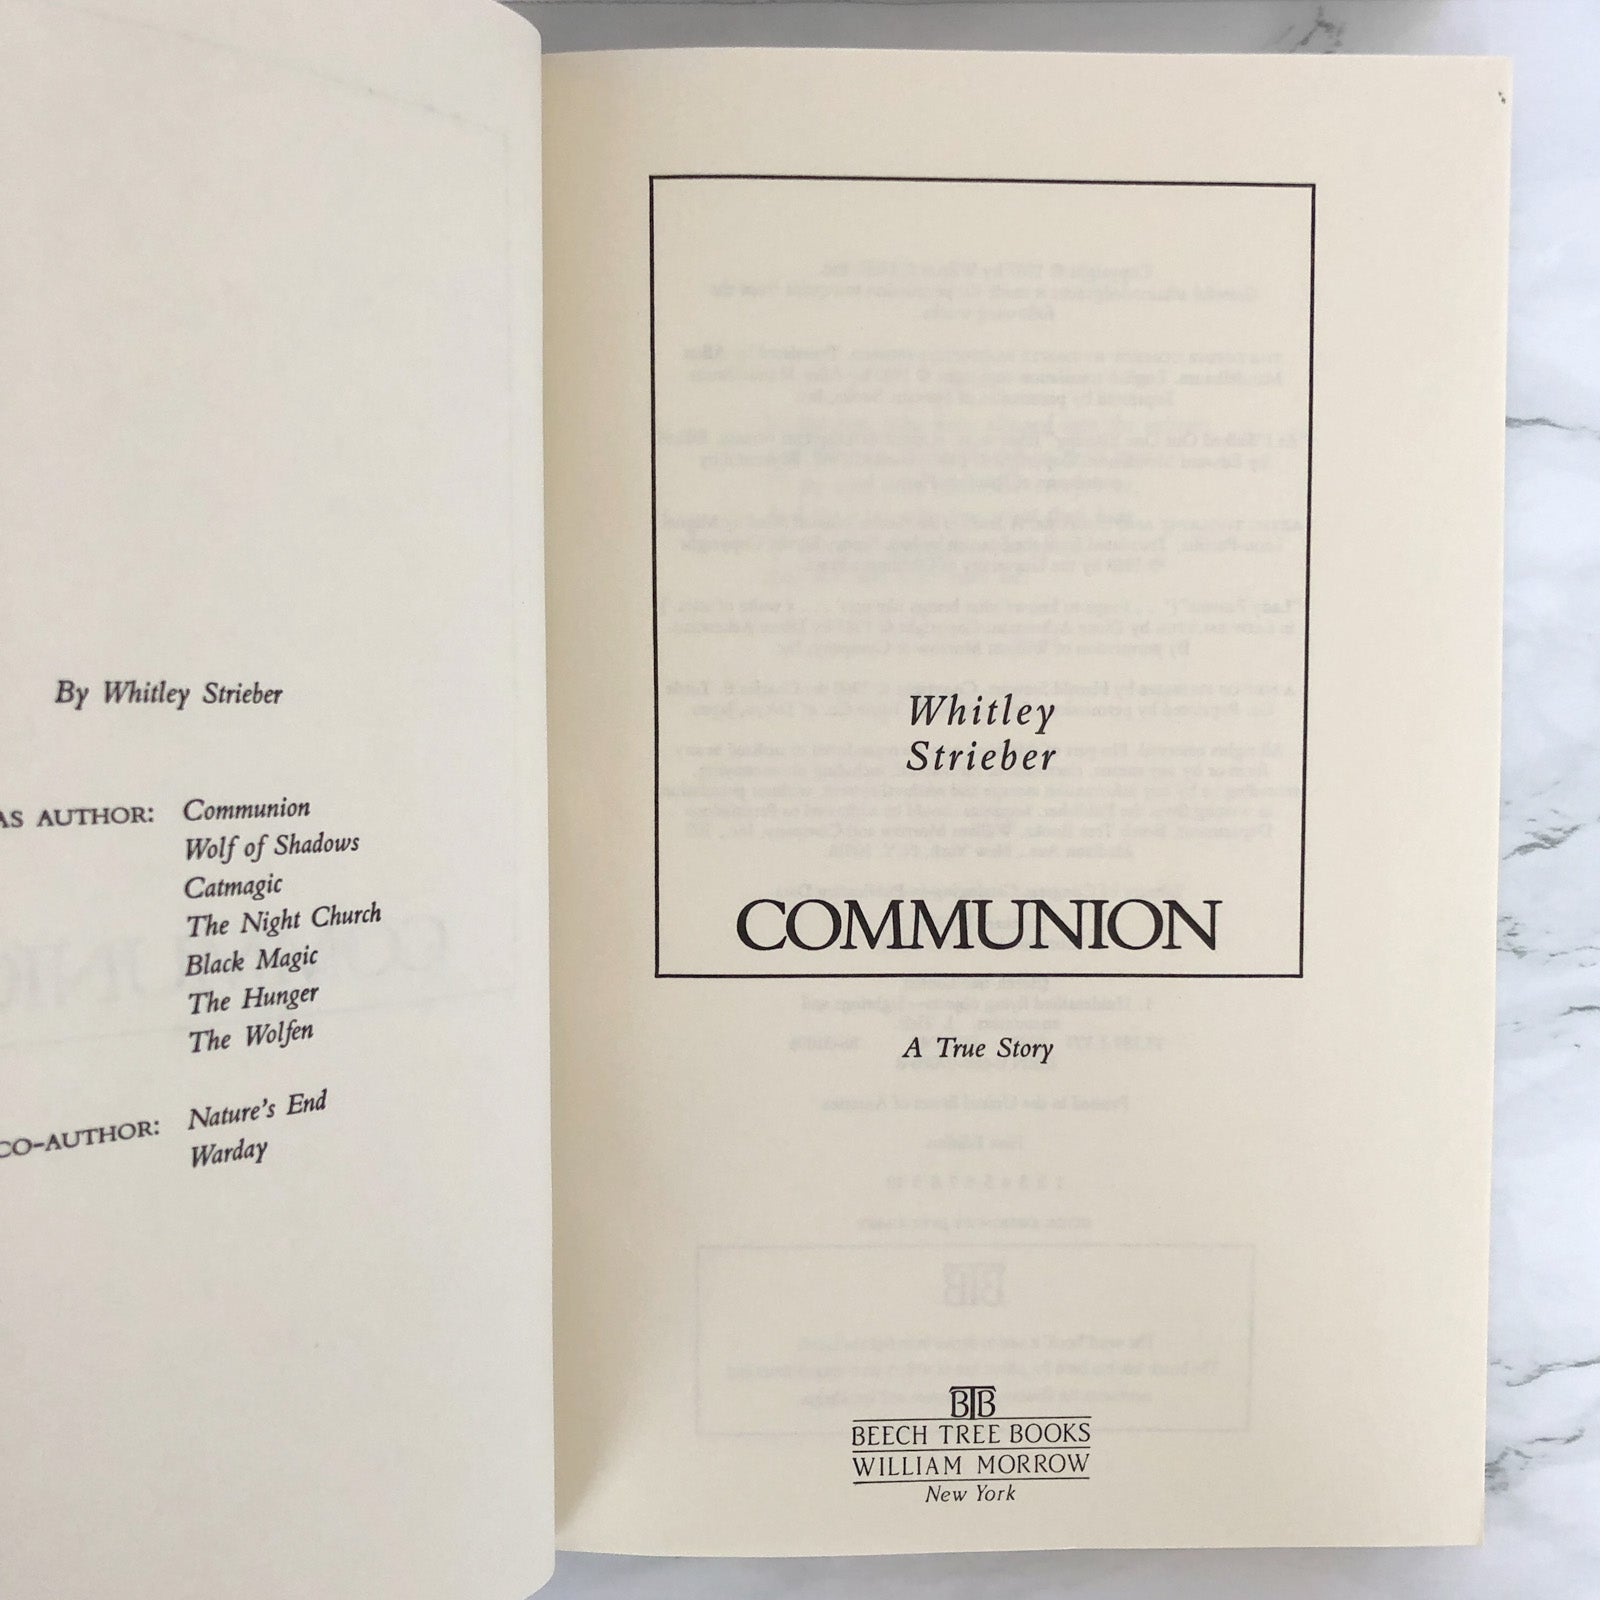 By Whitley Strieber
AS AUTHOR: Communion
Wolf of Shadows
Catmagic
The Night Church
Black Magic
The Hunger
The Wolfen
CO-AUTHOR: Nature's End
Warday
Whitley
Strieber
COMMUNION
A True Story
BTB
BEECH TREE BOOKS
WILLIAM MORROW
New York